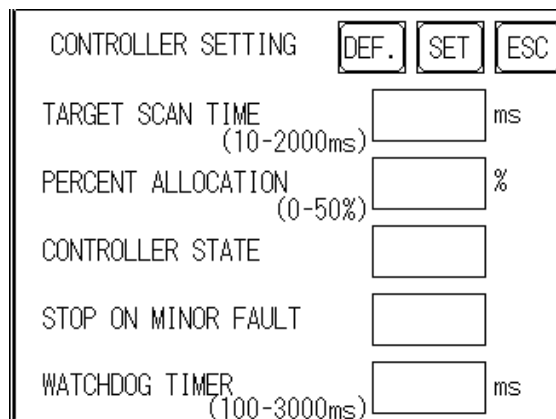 CONTROLLER SETTING DEF. SET ESC
TARGET SCAN TIME ms
(10-2000ms)
PERCENT ALLOCATION %
(0-50%)
CONTROLLER STATE
STOP ON MINOR FAULT
WATCHDOG TIMER ms
(100-3000ms)